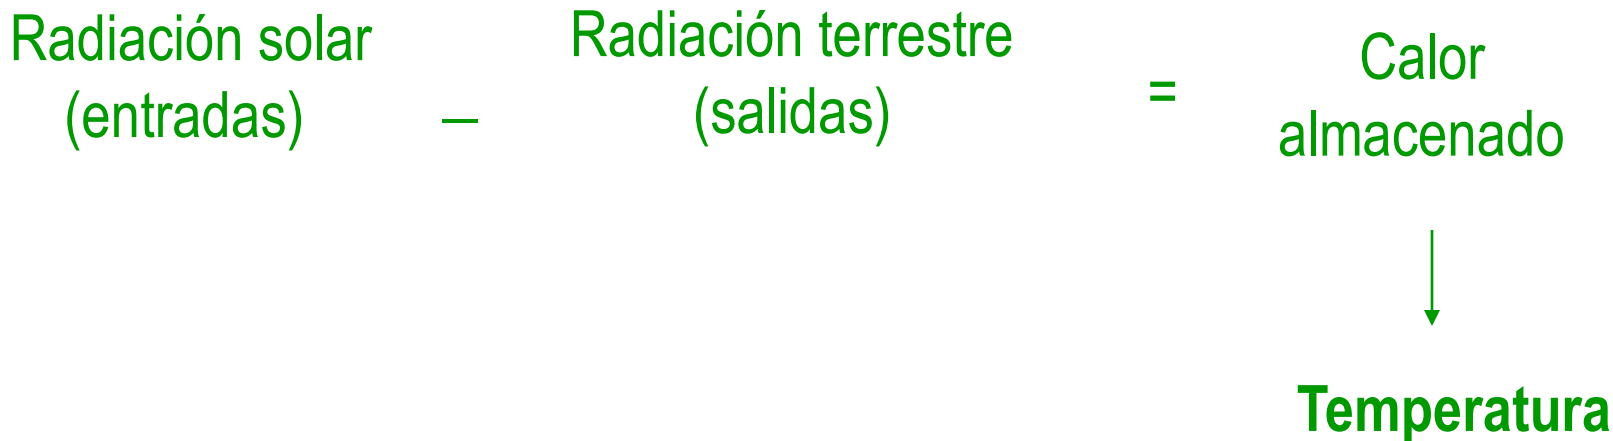 Radiación solar
(entradas)
–
Radiación terrestre
(salidas)
=
Calor
almacenado
Temperatura